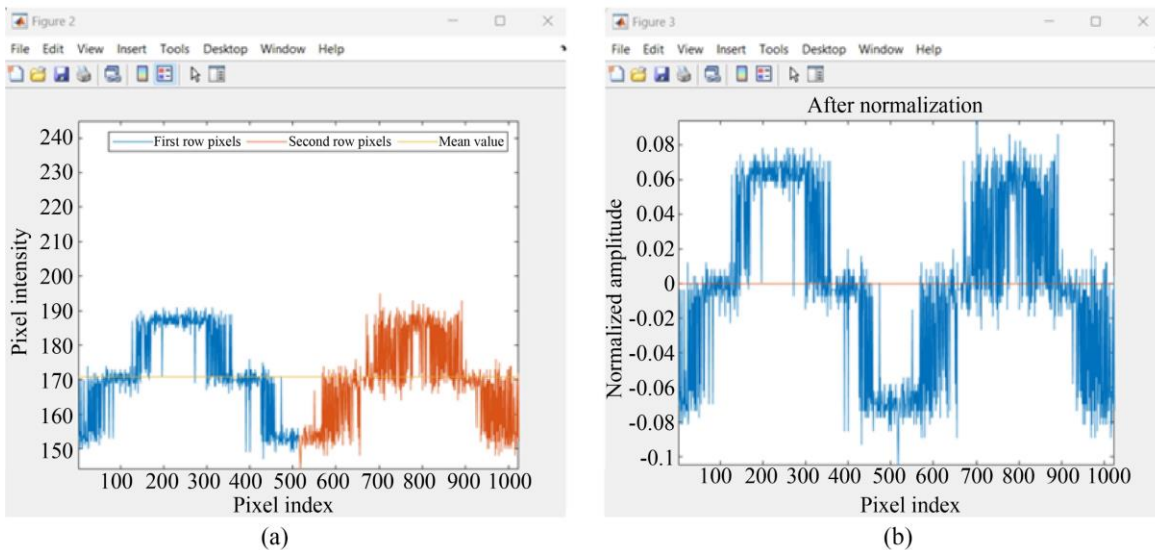 Figure 2
File Edit View Insert Tools Desktop Window Help
240
230
220
210
200
190
180
170
160
150
Pixel intensity
First row pixels Second row pixels Mean value
100 200 300 400 500 600 700 800 900 1000
Pixel index
(a)
Figure 3
File Edit View Insert Tools Desktop Window Help
After normalization
0.08
0.06
0.04
0.02
0
-0.02
-0.04
-0.06
-0.08
-0.1
Normalized amplitude
100 200 300 400 500 600 700 800 900 1000
Pixel index
(b)